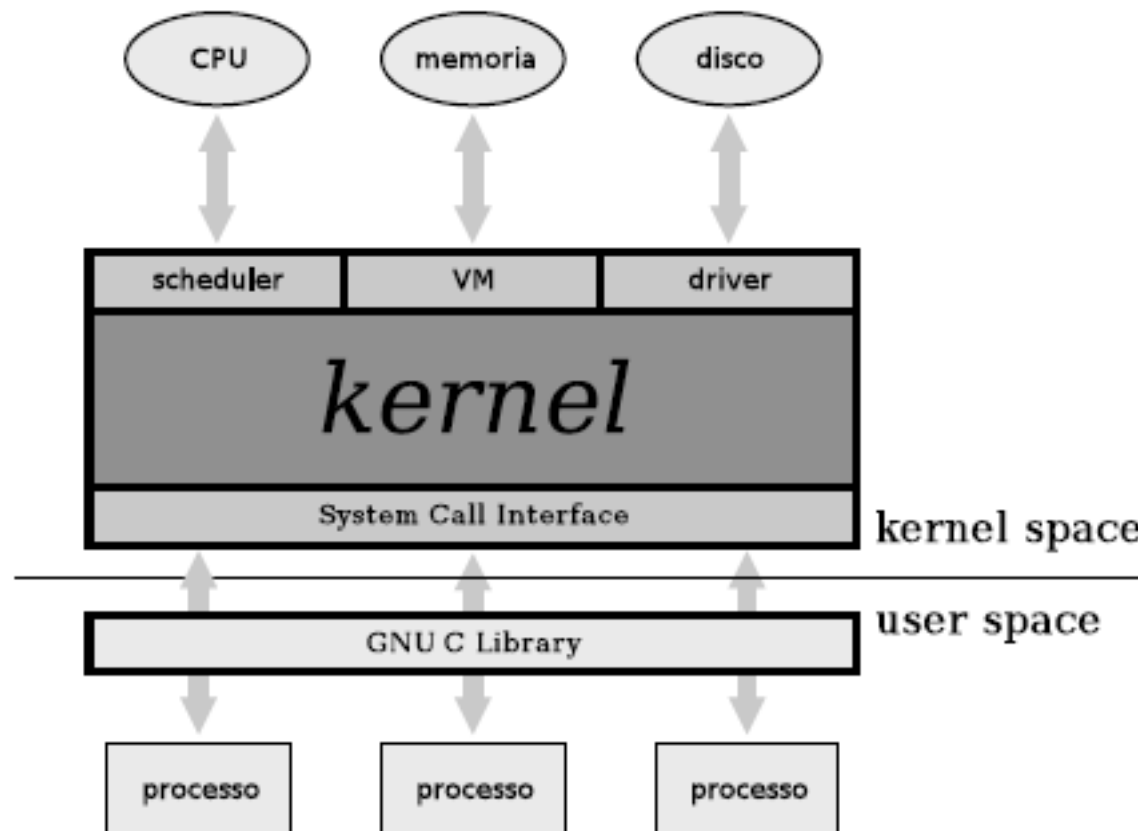 CPU
memoria
disco
scheduler
VM
driver
kernel
System Call Interface
kernel space
user space
GNU C Library
processo
processo
processo